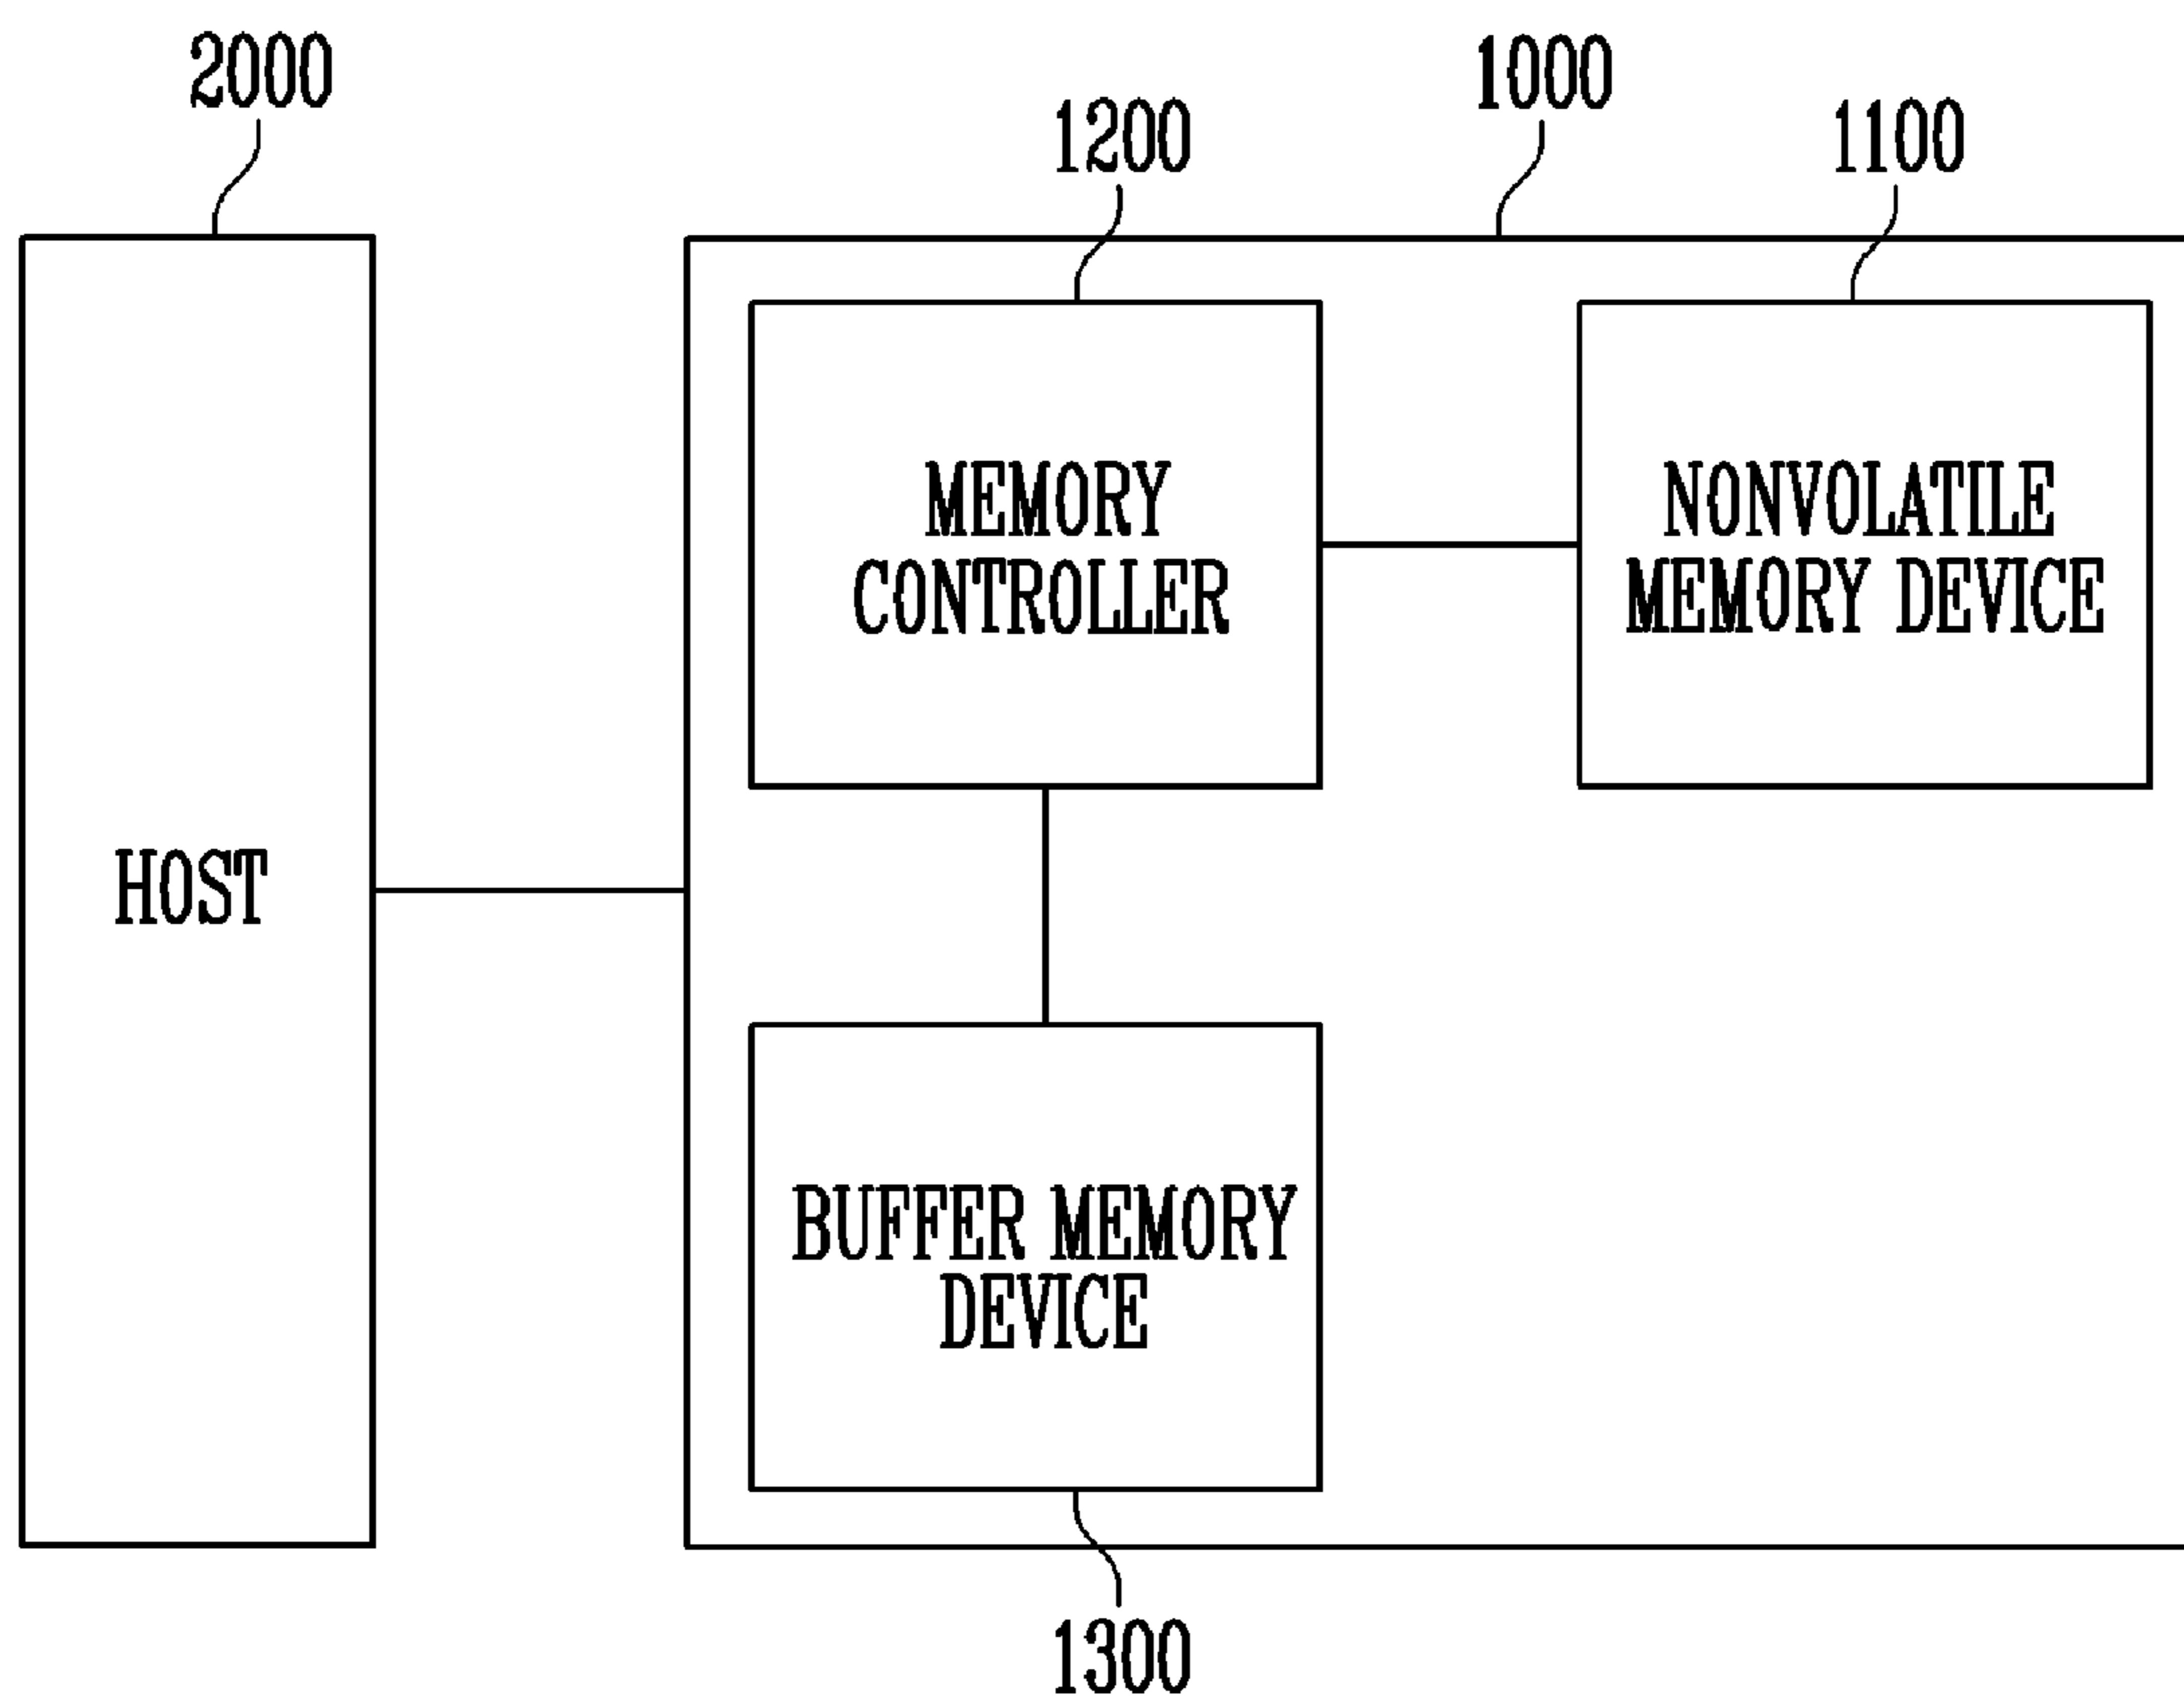 2000
1000
1200
1100
MEMORY
CONTROLLER
NONVOLATILE
MEMORY DEVICE
HOST
BUFFER MEMORY
DEVICE
1300